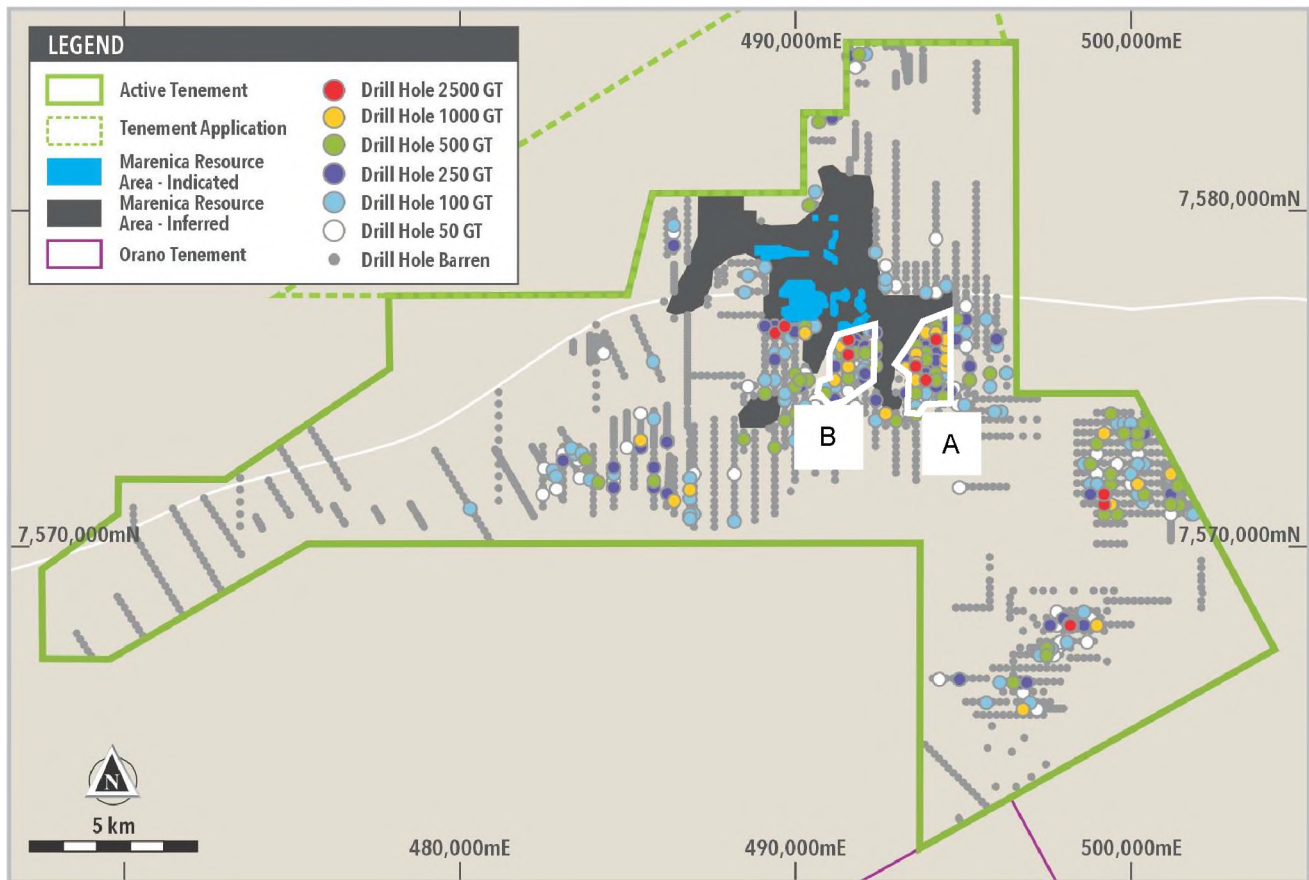 LEGEND
Active Tenement
Tenement Application
Marenica Resource
Area - Indicated
Marenica Resource
Area - Inferred
Orano Tenement
Drill Hole 2500 GT
Drill Hole 1000 GT
Drill Hole 500 GT
Drill Hole 250 GT
Drill Hole 100 GT
Drill Hole 50 GT
Drill Hole Barren
490,000mE
500,000mE
7,580,000mN
B
A
7,570,000mN
7,570,000mN
N
5 km
480,000mE
490,000mE
500,000mE